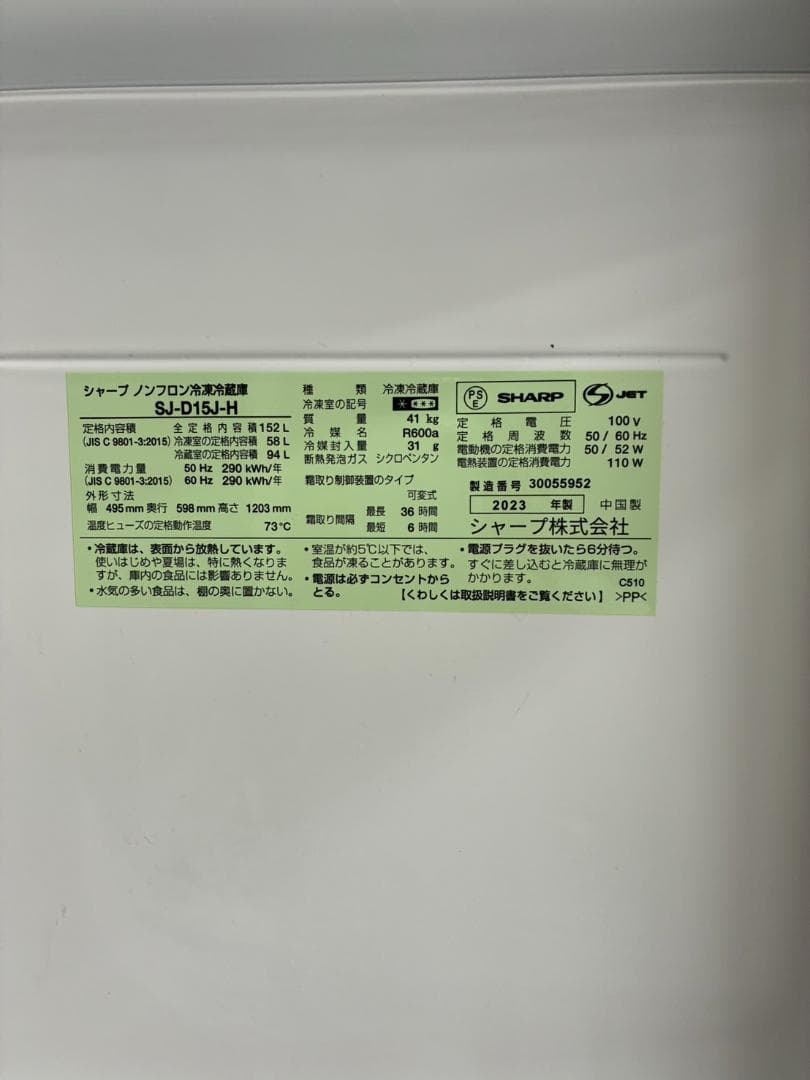 シャープ ノンフロン冷凍冷蔵庫
SJ-D15J-H
定格内容積 全定格内容積 152 L
(JIS C 9801-3:2015) 冷凍室の定格内容積 58 L
冷蔵室の定格内容積 94 L
消費電力量 50 Hz 290 kWh/年
(JIS C 9801-3:2015) 60 Hz 290 kWh/年
外形寸法
幅 495 mm 奥行 598 mm 高さ 1203 mm
温度ヒューズの定格動作温度 73℃
種類 冷凍冷蔵庫
冷凍室の記号 * ***
質量 41 kg
冷媒名 R600a
冷媒封入量 31 g
断熱発泡ガス シクロペンタン
霜取り制御装置のタイプ
可変式
霜取り間隔 最長 36 時間
最短 6 時間
PSE SHARP JET
定格電圧 100 V
定格周波数 50 / 60 Hz
電動機の定格消費電力 50 / 52 W
電熱装置の定格消費電力 110 W
製造番号 30055952
2023 年製 中国製
シャープ株式会社
・冷蔵庫は、表面から放熱しています。
使いはじめや夏場は、特に熱くなりま
すが、庫内の食品には影響ありません。
・水気の多い食品は、棚の奥に置かない。
・室温が約5℃以下では、
食品が凍ることがあります。
・電源は必ずコンセントから
とる。
・電源プラグを抜いたら6分待つ。
すぐに差し込むと冷蔵庫に無理が
かかります。
C510
【くわしくは取扱説明書をご覧ください】 >PP<